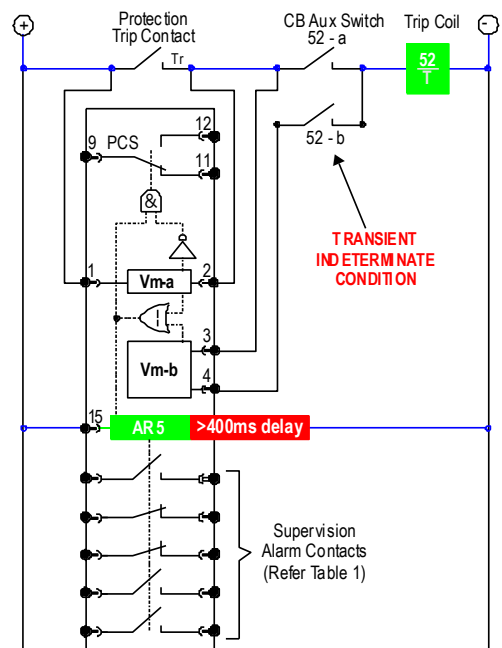 +
Protection
Trip Contact
Tr
CB Aux Switch
52 - a
Trip Coil
52
T
-
52 - b
12
9 PCS
11
&
TRANSIENT
INDETERMINATE
CONDITION
1
Vm-a
2
3
Vm-b
4
15
AR 5
>400ms delay
Supervision
Alarm Contacts
(Refer Table 1)